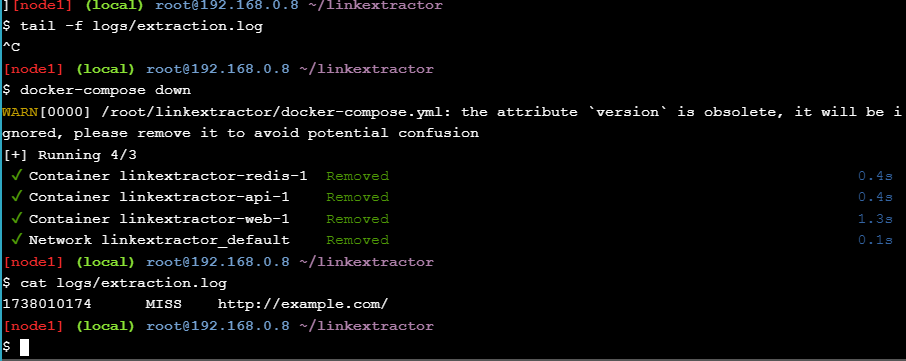 ][node1] (local) root@192.168.0.8 ~/linkextractor
$ tail -f logs/extraction.log
^C
[node1] (local) root@192.168.0.8 ~/linkextractor
$ docker-compose down
WARN[0000] /root/linkextractor/docker-compose.yml: the attribute `version` is obsolete, it will be i
gnored, please remove it to avoid potential confusion
[+] Running 4/3
✓ Container linkextractor-redis-1  Removed 0.4s
✓ Container linkextractor-api-1    Removed 0.4s
✓ Container linkextractor-web-1    Removed 1.3s
✓ Network linkextractor_default    Removed 0.1s
[node1] (local) root@192.168.0.8 ~/linkextractor
$ cat logs/extraction.log
1738010174      MISS    http://example.com/
[node1] (local) root@192.168.0.8 ~/linkextractor
$